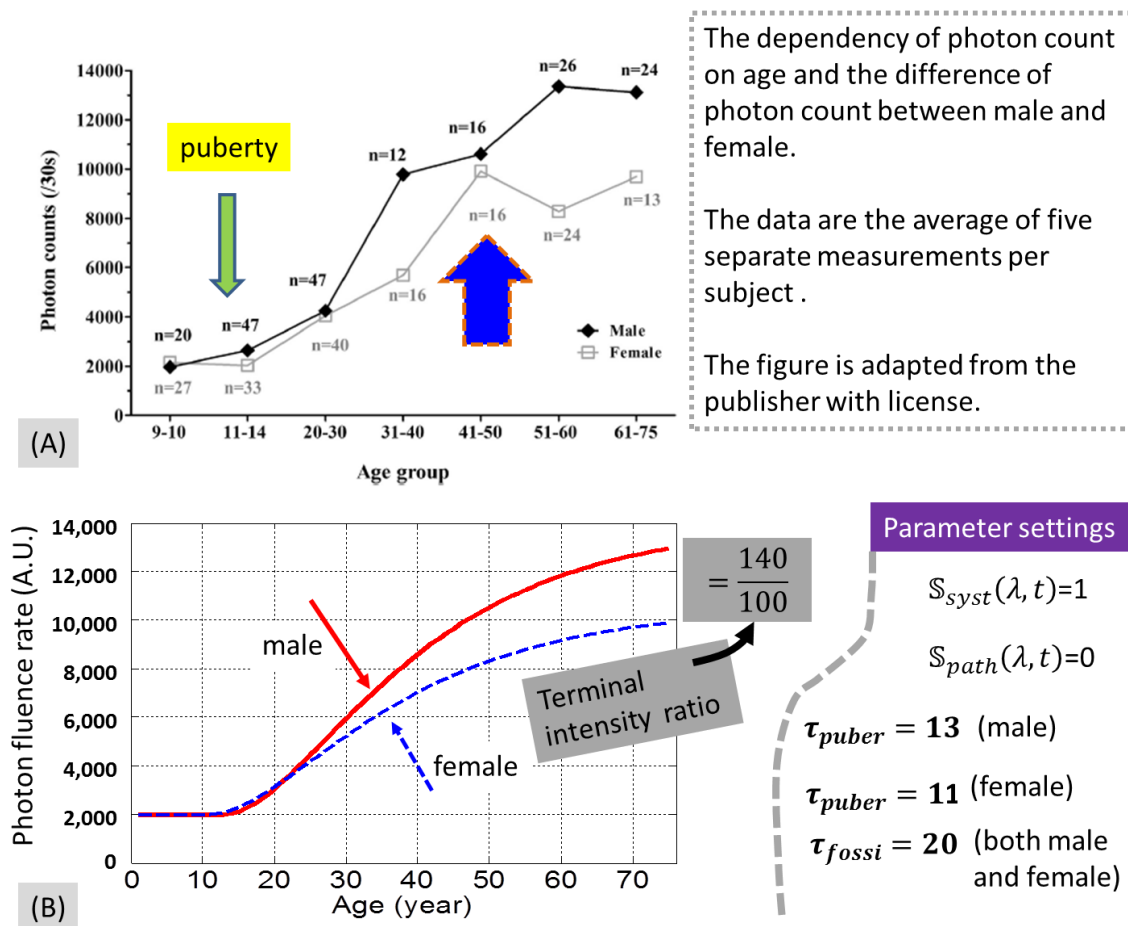 The dependency of photon count
on age and the difference of
photon count between male and
female.
The data are the average of five
separate measurements per
subject .
The figure is adapted from the
publisher with license.
Photon counts (/30s)
14000
12000
10000
8000
6000
4000
2000
0
puberty
n=20
n=47
n=47
n=12
n=16
n=26
n=24
n=27
n=33
n=40
n=16
n=16
n=24
n=13
Male
Female
9-10
11-14
20-30
31-40
41-50
51-60
61-75
Age group
(A)
Photon fluence rate (A.U.)
14,000
12,000
10,000
8,000
6,000
4,000
2,000
0
male
female
0
10
20
30
40
50
60
70
Age (year)
(B)
= 140/100
Terminal
intensity ratio
Parameter settings
𝕊syst(λ, t)=1
𝕊path(λ, t)=0
τpuber = 13 (male)
τpuber = 11 (female)
τfossi = 20 (both male
and female)